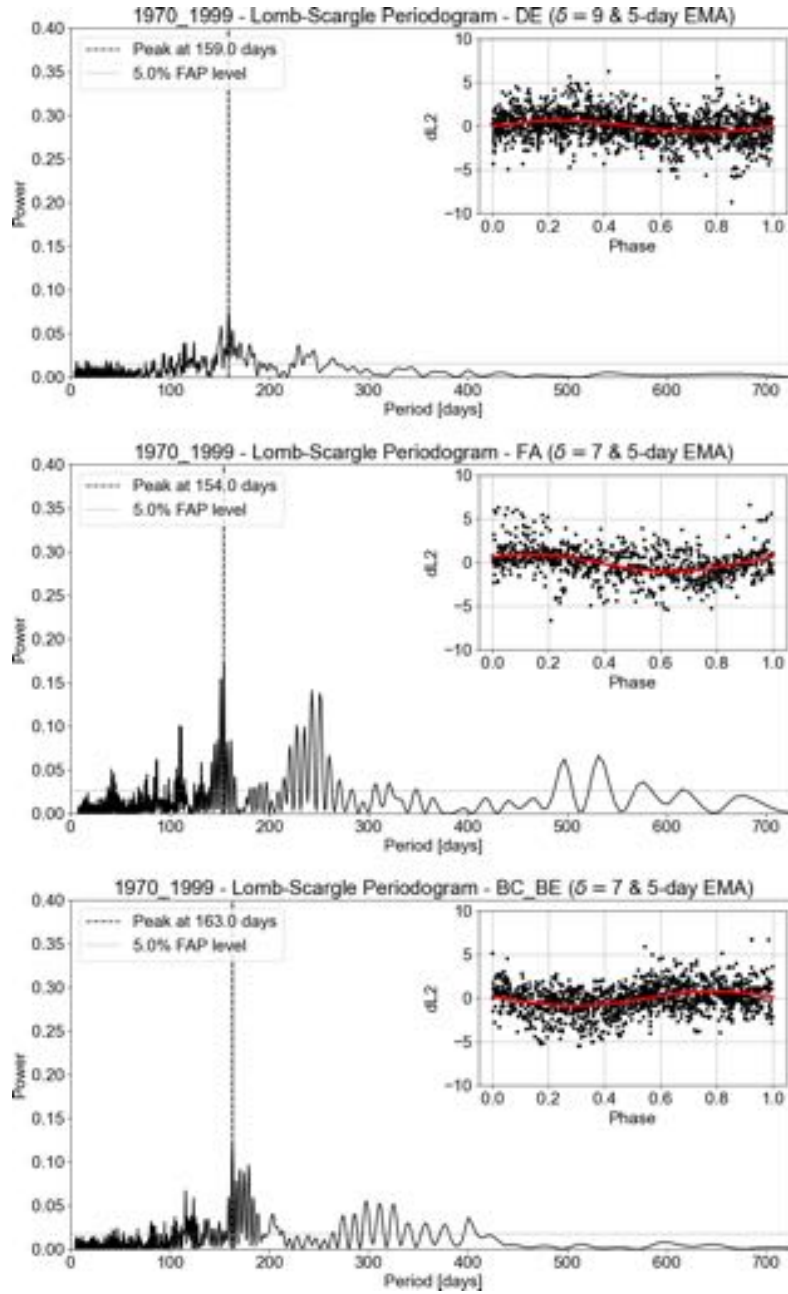 1970_1999 - Lomb-Scargle Periodogram - DE (δ = 9 & 5-day EMA)
0.40
0.35
0.30
0.25
0.20
0.15
0.10
0.05
0.00
Power
Peak at 159.0 days
5.0% FAP level
10
5
0
−5
−10
dL2
0.0 0.2 0.4 0.6 0.8 1.0
Phase
0 100 200 300 400 500 600 700
Period [days]
1970_1999 - Lomb-Scargle Periodogram - FA (δ = 7 & 5-day EMA)
0.40
0.35
0.30
0.25
0.20
0.15
0.10
0.05
0.00
Power
Peak at 154.0 days
5.0% FAP level
10
5
0
−5
−10
dL2
0.0 0.2 0.4 0.6 0.8 1.0
Phase
0 100 200 300 400 500 600 700
Period [days]
1970_1999 - Lomb-Scargle Periodogram - BC_BE (δ = 7 & 5-day EMA)
0.40
0.35
0.30
0.25
0.20
0.15
0.10
0.05
0.00
Power
Peak at 163.0 days
5.0% FAP level
10
5
0
−5
−10
dL2
0.0 0.2 0.4 0.6 0.8 1.0
Phase
0 100 200 300 400 500 600 700
Period [days]